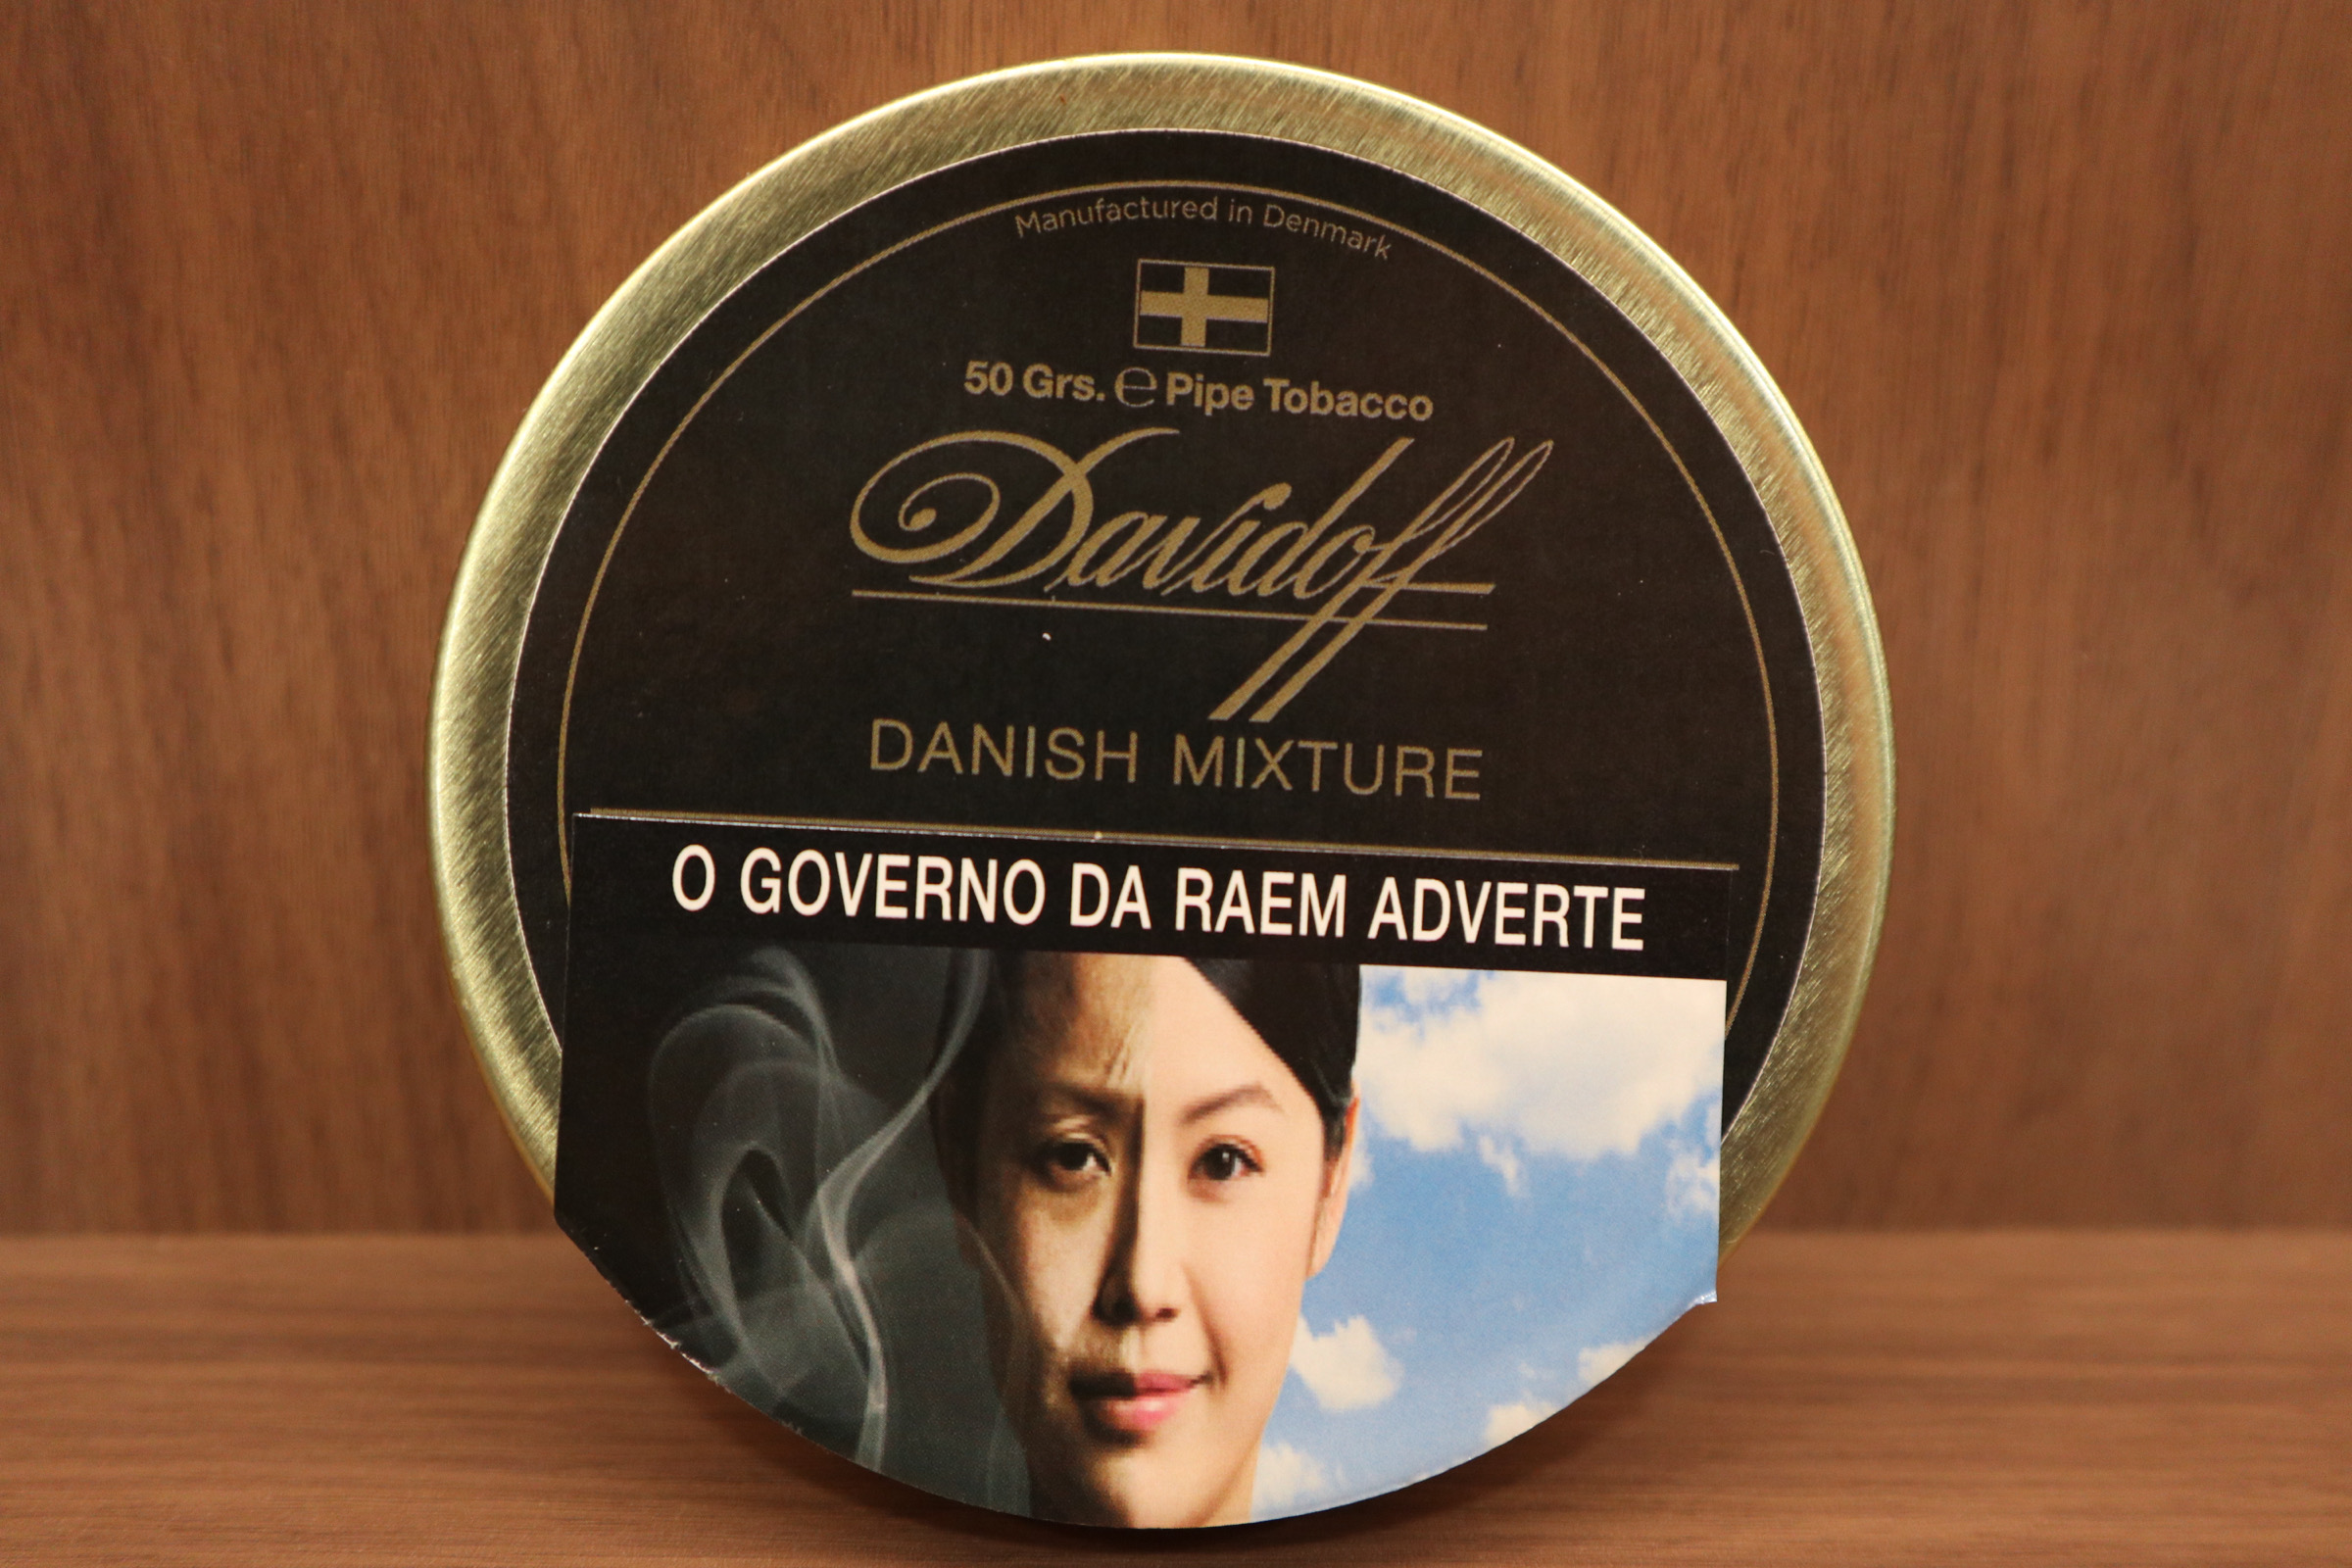 Manufactured in Denmark
50 Grs. ℮ Pipe Tobacco
Davidoff
DANISH MIXTURE
O GOVERNO DA RAEM ADVERTE